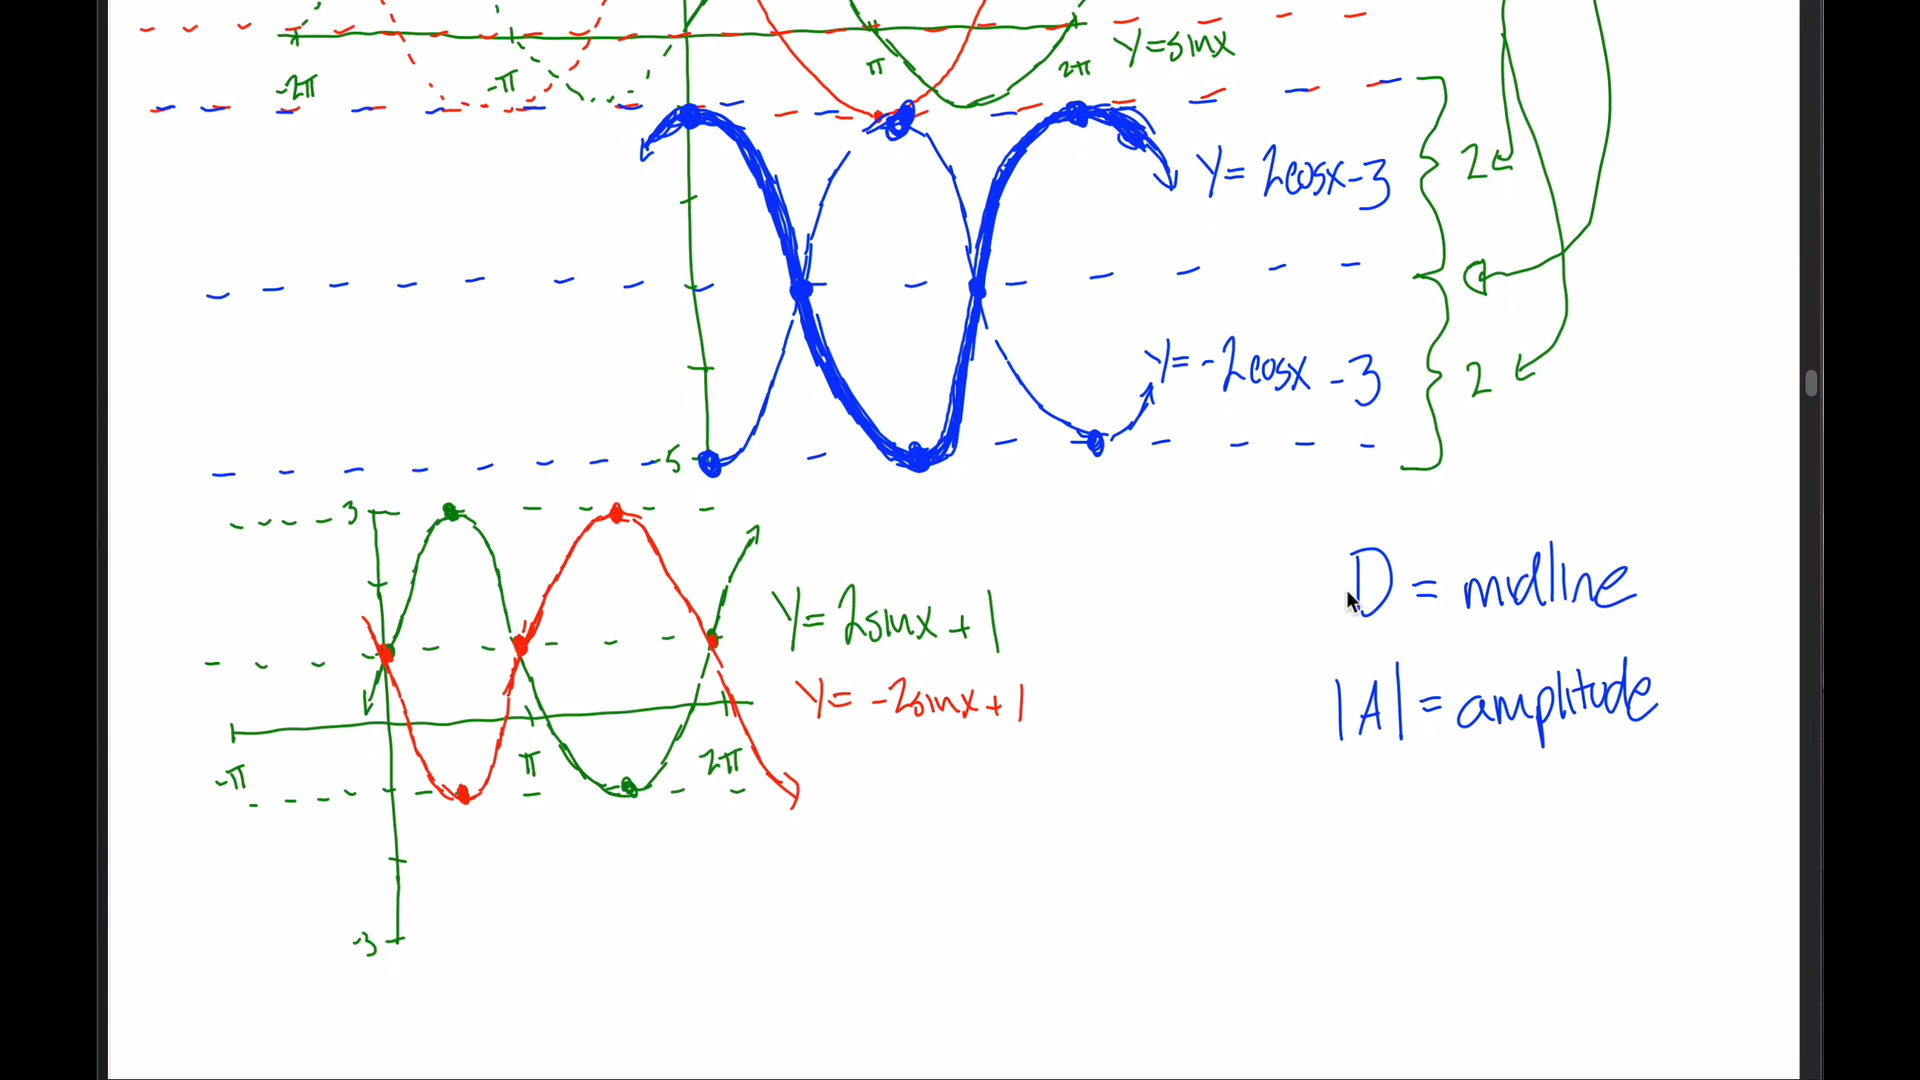 Y=sinx
-2π
-π
π
2π
Y= 2cosx-3
2
Y= -2cosx -3
2
-5
3
D = midline
Y= 2sinx + 1
Y= -2sinx+1
|A| = amplitude
-π
π
2π
-3